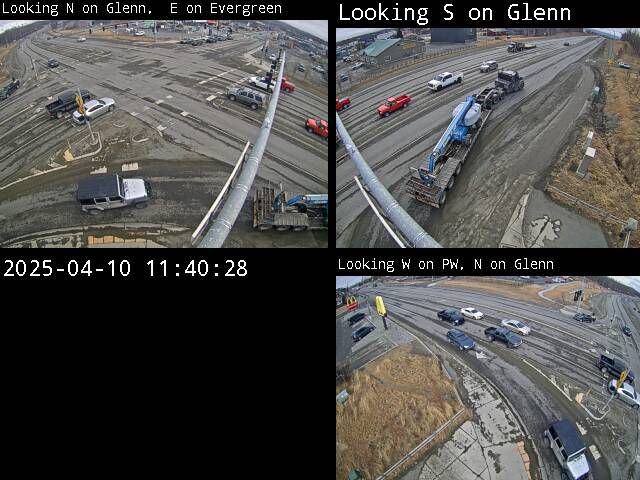 Looking N on Glenn,  E on Evergreen
Looking S on Glenn
2025-04-10 11:40:28
Looking W on PW, N on Glenn